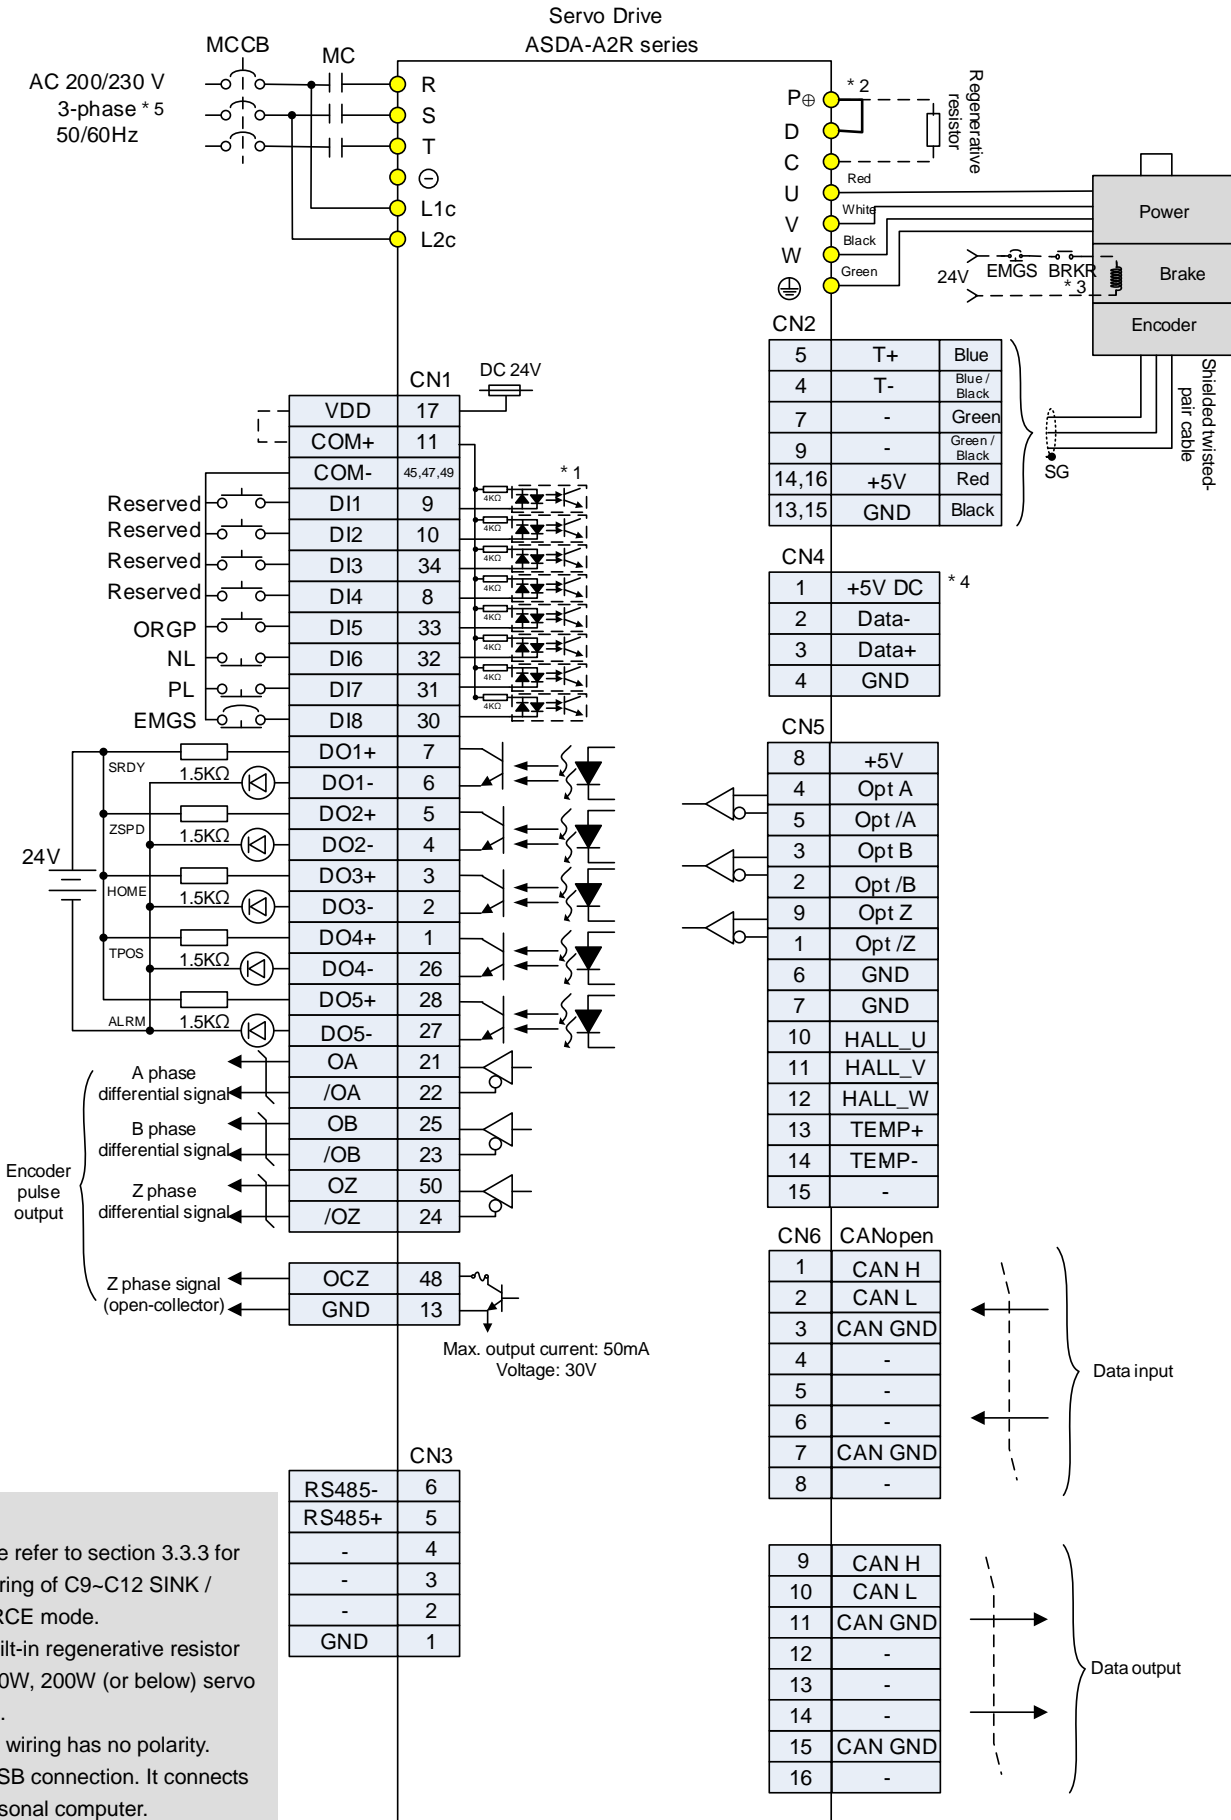 Servo Drive
ASDA-A2R series
MCCB
MC
AC 200/230 V
3-phase * 5
50/60Hz
R
S
T
L1c
L2c
P
* 2
D
C
U
V
W
Regenerative
resistor
Red
White
Black
Green
Power
24V
EMGS
BRKR
* 3
Brake
Encoder
Shielded twisted-
pair cable
SG
CN2
5 T+ Blue
4 T- Blue /
Black
7 - Green
9 - Green /
Black
14,16 +5V Red
13,15 GND Black
CN4
1 +5V DC * 4
2 Data-
3 Data+
4 GND
CN5
8 +5V
4 Opt A
5 Opt /A
3 Opt B
2 Opt /B
9 Opt Z
1 Opt /Z
6 GND
7 GND
10 HALL_U
11 HALL_V
12 HALL_W
13 TEMP+
14 TEMP-
15 -
CN6 CANopen
1 CAN H
2 CAN L
3 CAN GND
4 -
5 -
6 -
7 CAN GND
8 -
Data input
9 CAN H
10 CAN L
11 CAN GND
12 -
13 -
14 -
15 CAN GND
16 -
Data output
CN1
DC 24V
VDD 17
COM+ 11
COM- 45,47,49
* 1
Reserved DI1 9 4KΩ
Reserved DI2 10 4KΩ
Reserved DI3 34 4KΩ
Reserved DI4 8 4KΩ
ORGP DI5 33 4KΩ
NL DI6 32 4KΩ
PL DI7 31 4KΩ
EMGS DI8 30 4KΩ
24V
DO1+ 7
SRDY 1.5KΩ DO1- 6
DO2+ 5
ZSPD 1.5KΩ DO2- 4
DO3+ 3
HOME 1.5KΩ DO3- 2
DO4+ 1
TPOS 1.5KΩ DO4- 26
DO5+ 28
ALRM 1.5KΩ DO5- 27
Encoder
pulse
output
A phase
differential signal
OA 21
/OA 22
B phase
differential signal
OB 25
/OB 23
Z phase
differential signal
OZ 50
/OZ 24
Z phase signal
(open-collector)
OCZ 48
GND 13
Max. output current: 50mA
Voltage: 30V
CN3
RS485- 6
RS485+ 5
- 4
- 3
- 2
GND 1
e refer to section 3.3.3 for
ring of C9~C12 SINK /
RCE mode.
ilt-in regenerative resistor
0W, 200W (or below) servo
.
wiring has no polarity.
SB connection. It connects
sonal computer.